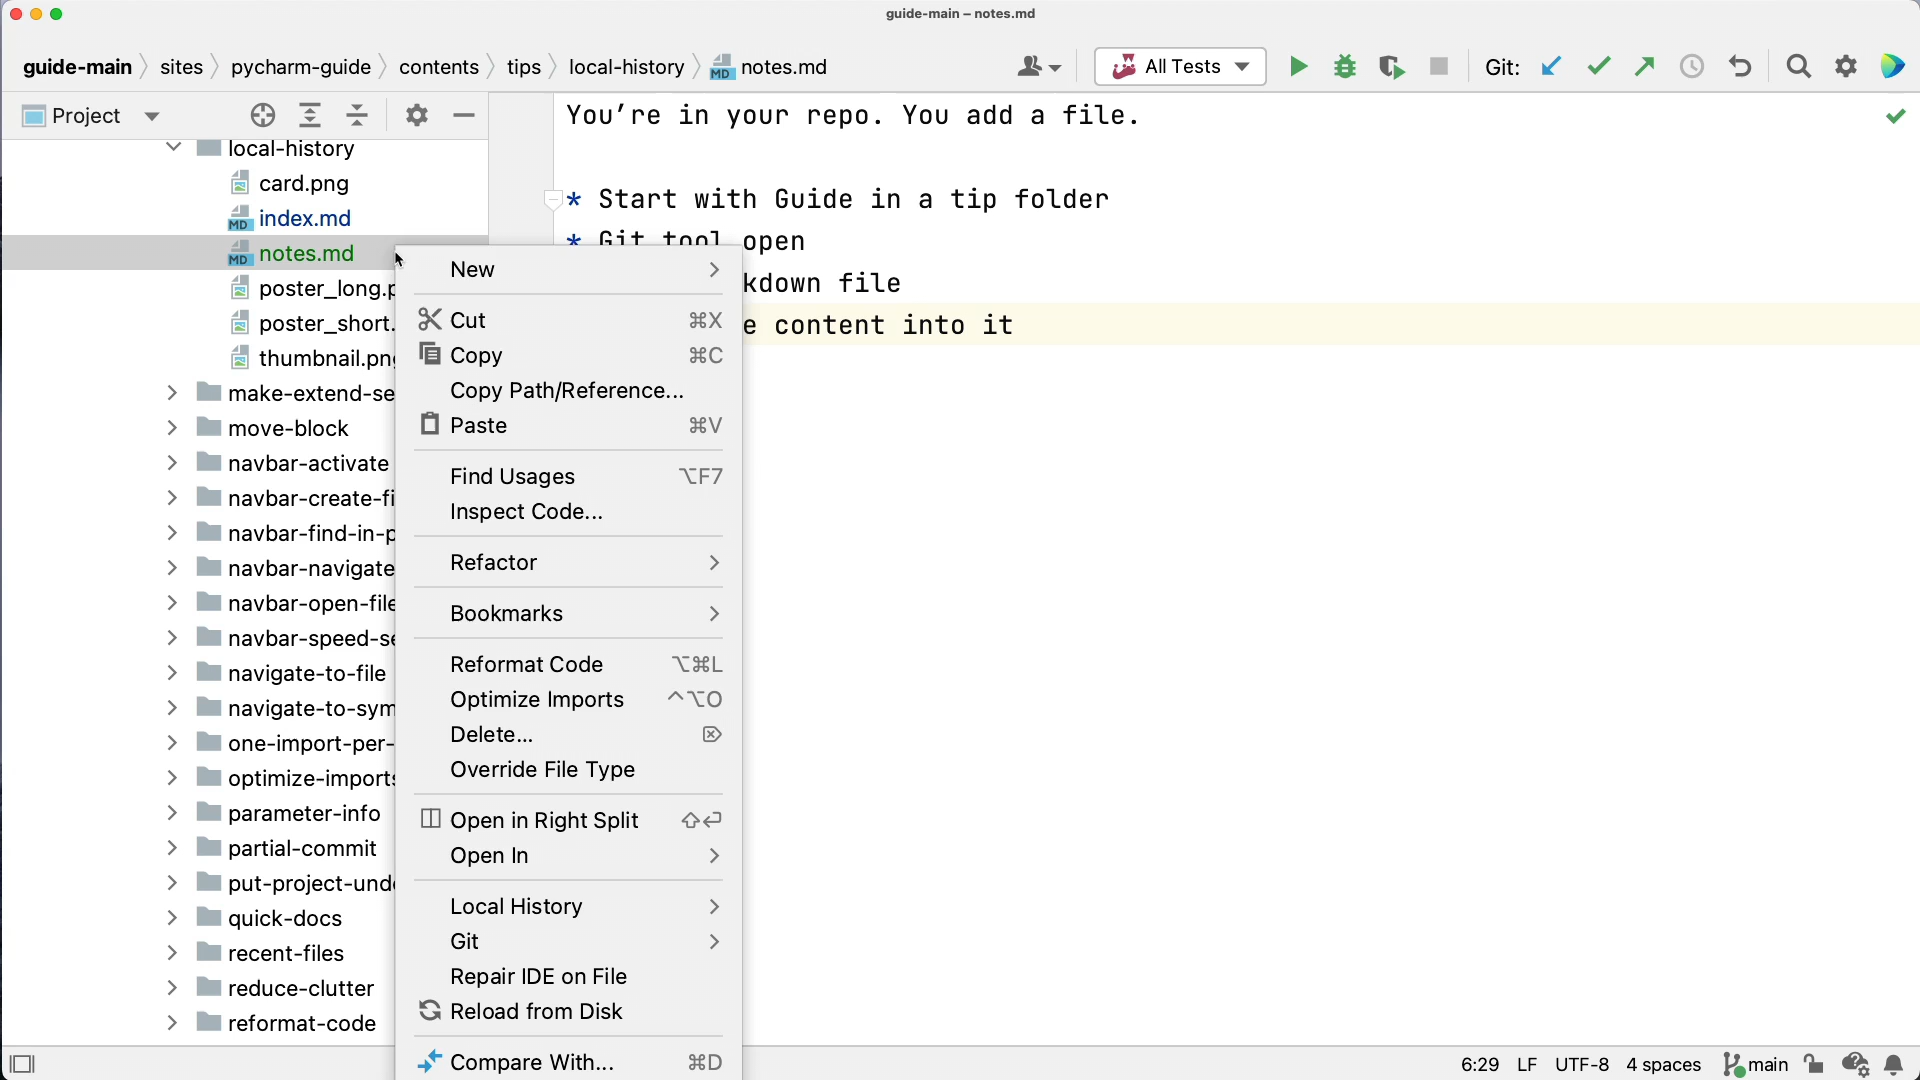 guide-main – notes.md
guide-main sites pycharm-guide contents tips local-history MD notes.md All Tests Git:
Project
You're in your repo. You add a file.
* Start with Guide in a tip folder
* Git tool open
kdown file
e content into it
local-history
card.png
MD index.md
MD notes.md
poster_long.p
poster_short.
thumbnail.png
make-extend-se
move-block
navbar-activate
navbar-create-fi
navbar-find-in-p
navbar-navigate
navbar-open-file
navbar-speed-se
navigate-to-file
navigate-to-sym
one-import-per-
optimize-imports
parameter-info
partial-commit
put-project-unde
quick-docs
recent-files
reduce-clutter
reformat-code
New
Cut ⌘X
Copy ⌘C
Copy Path/Reference...
Paste ⌘V
Find Usages ⌥F7
Inspect Code...
Refactor
Bookmarks
Reformat Code ⌥⌘L
Optimize Imports ^⌥O
Delete... ⌦
Override File Type
Open in Right Split ⇧⏎
Open In
Local History
Git
Repair IDE on File
Reload from Disk
Compare With... ⌘D
6:29 LF UTF-8 4 spaces main